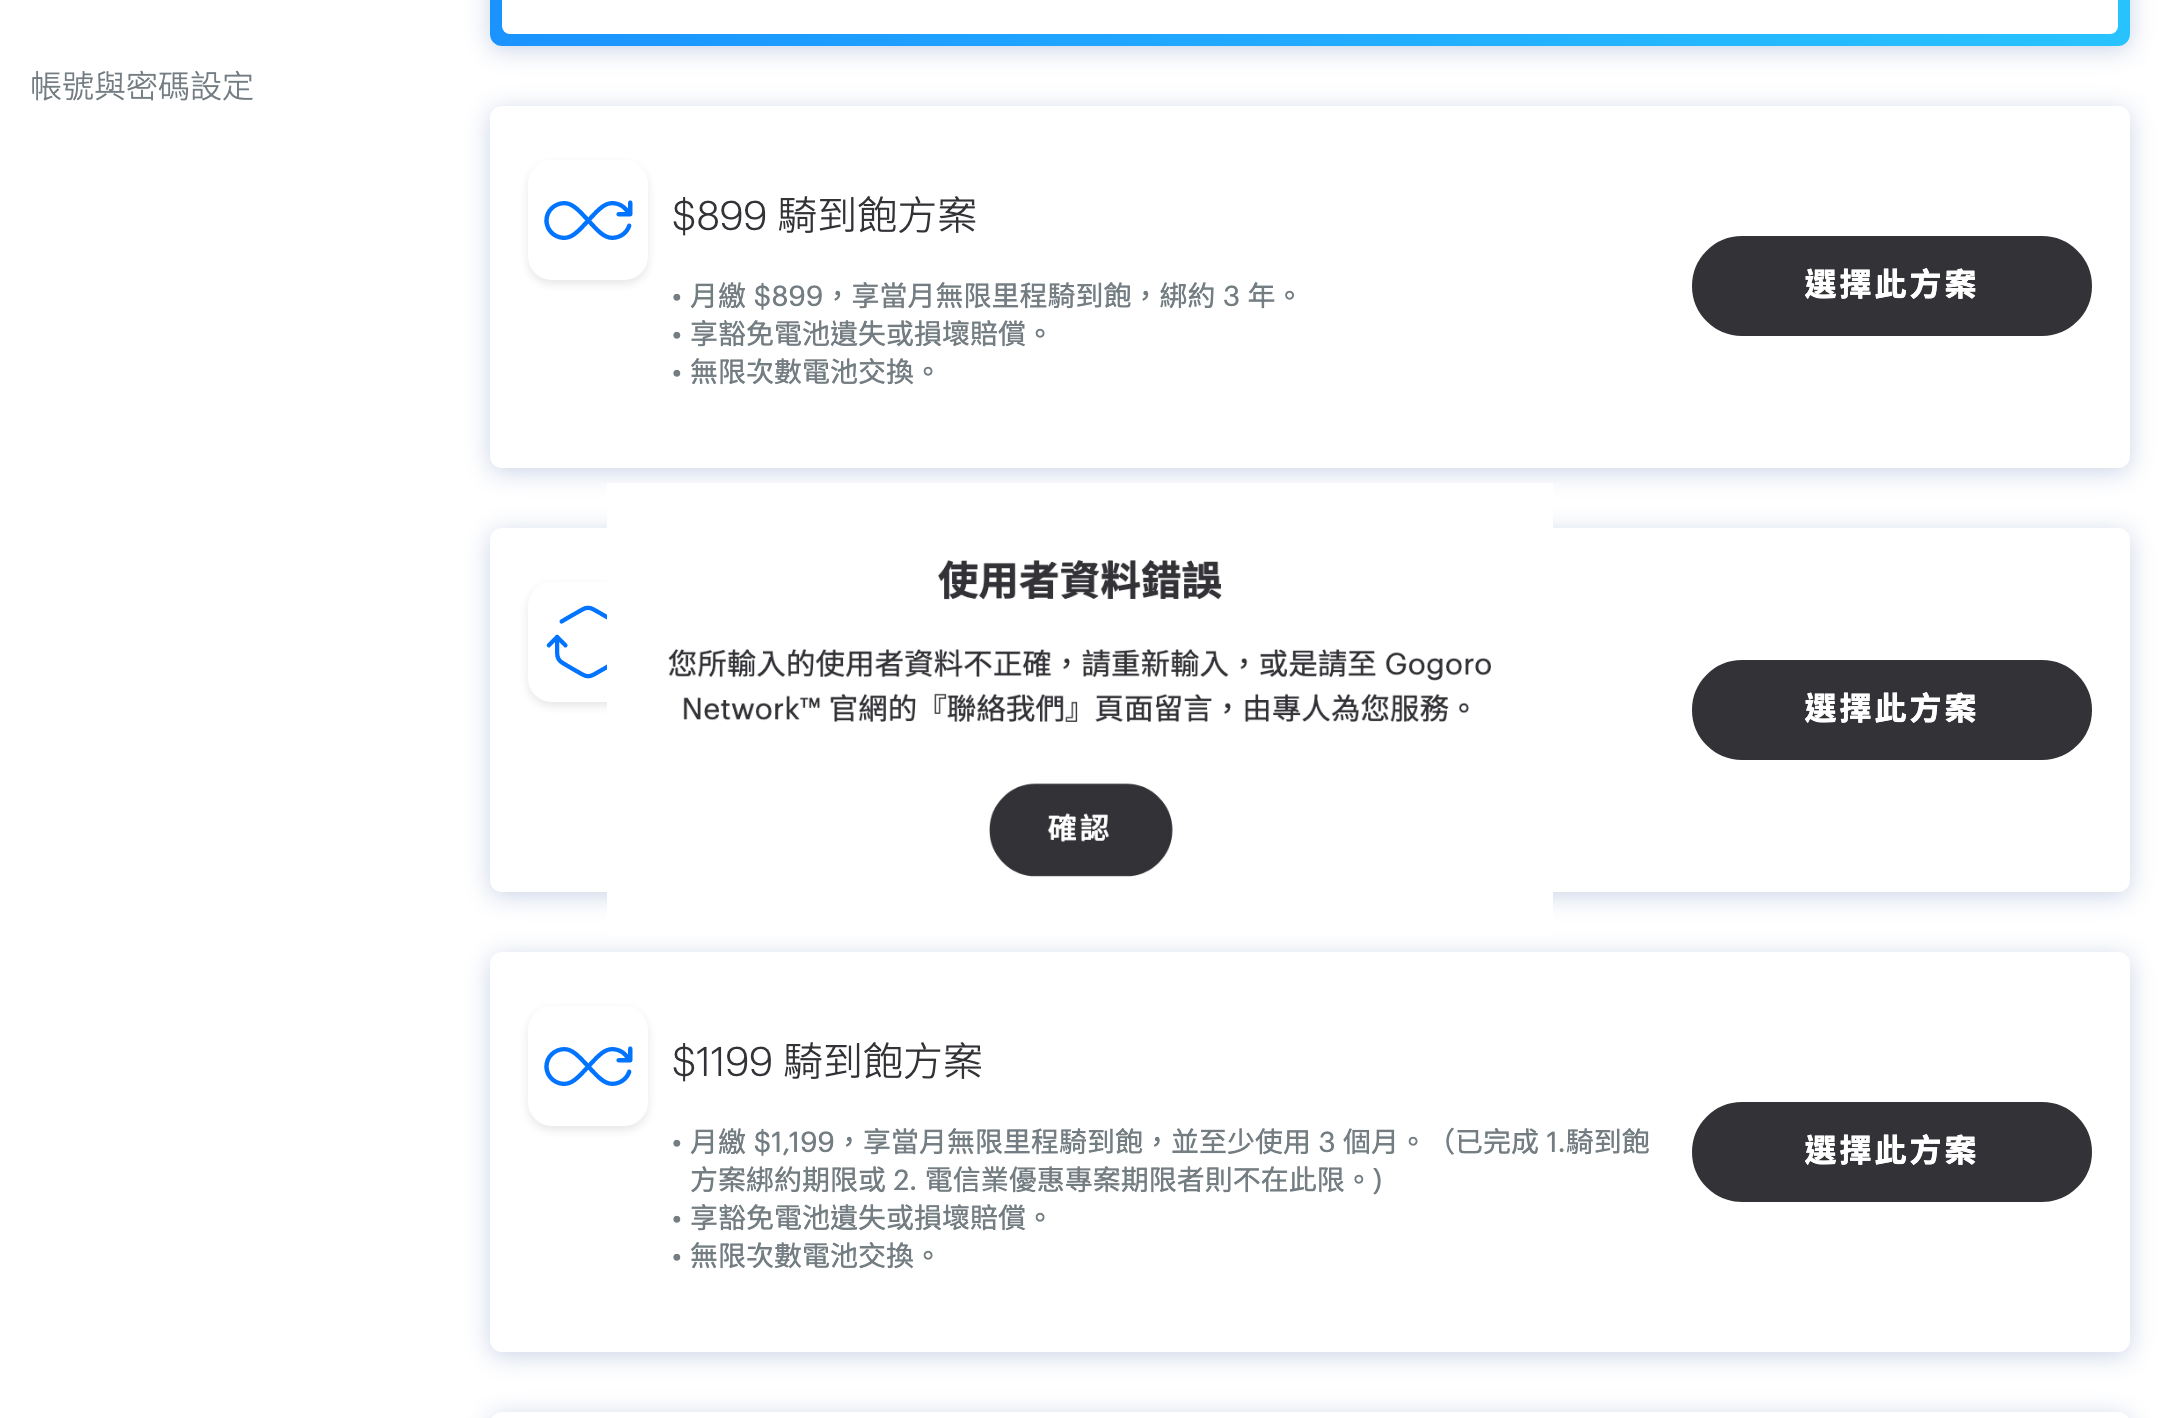 帳號與密碼設定
$899 騎到飽方案
• 月繳 $899，享當月無限里程騎到飽，綁約 3 年。
• 享豁免電池遺失或損壞賠償。
• 無限次數電池交換。
選擇此方案
使用者資料錯誤
您所輸入的使用者資料不正確，請重新輸入，或是請至 Gogoro
Network™ 官網的『聯絡我們』頁面留言，由專人為您服務。
確認
選擇此方案
$1199 騎到飽方案
• 月繳 $1,199，享當月無限里程騎到飽，並至少使用 3 個月。（已完成 1.騎到飽
方案綁約期限或 2. 電信業優惠專案期限者則不在此限。)
• 享豁免電池遺失或損壞賠償。
• 無限次數電池交換。
選擇此方案